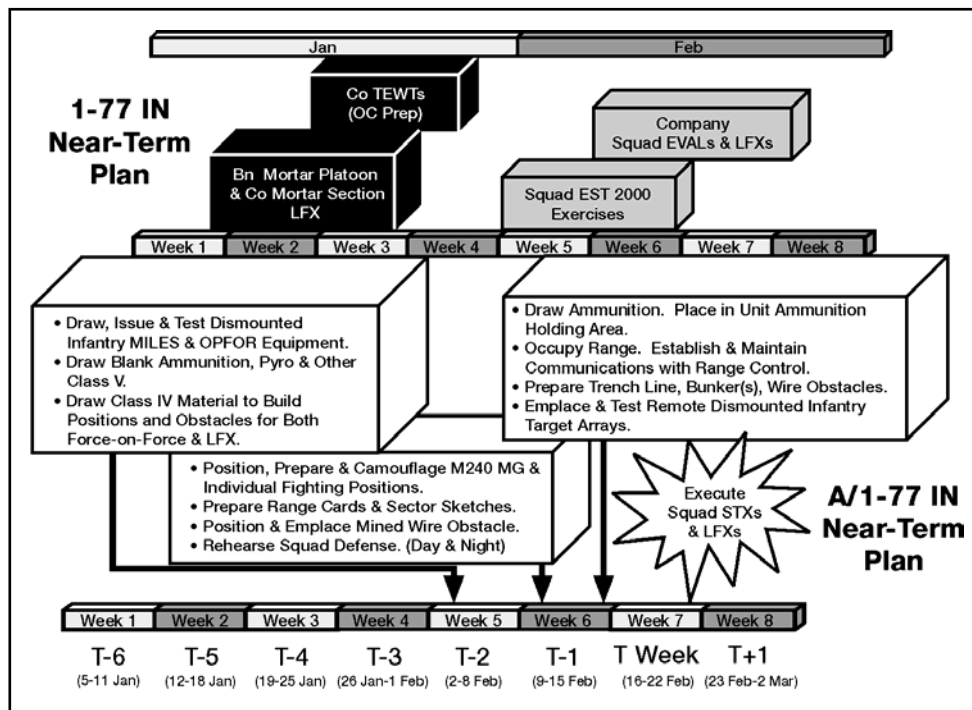 Jan
Feb
1-77 IN
Near-Term
Plan
Co TEWTs
(OC Prep)
Company
Squad EVALs & LFXs
Bn Mortar Platoon
& Co Mortar Section
LFX
Squad EST 2000
Exercises
Week 1 Week 2 Week 3 Week 4 Week 5 Week 6 Week 7 Week 8
• Draw, Issue & Test Dismounted
Infantry MILES & OPFOR Equipment.
• Draw Blank Ammunition, Pyro & Other
Class V.
• Draw Class IV Material to Build
Positions and Obstacles for Both
Force-on-Force & LFX.
• Draw Ammunition. Place in Unit Ammunition
Holding Area.
• Occupy Range. Establish & Maintain
Communications with Range Control.
• Prepare Trench Line, Bunker(s), Wire Obstacles.
• Emplace & Test Remote Dismounted Infantry
Target Arrays.
• Position, Prepare & Camouflage M240 MG &
Individual Fighting Positions.
• Prepare Range Cards & Sector Sketches.
• Position & Emplace Mined Wire Obstacle.
• Rehearse Squad Defense. (Day & Night)
Execute
Squad STXs
& LFXs
A/1-77 IN
Near-Term
Plan
Week 1 Week 2 Week 3 Week 4 Week 5 Week 6 Week 7 Week 8
T-6 T-5 T-4 T-3 T-2 T-1 T Week T+1
(5-11 Jan) (12-18 Jan) (19-25 Jan) (26 Jan-1 Feb) (2-8 Feb) (9-15 Feb) (16-22 Feb) (23 Feb-2 Mar)